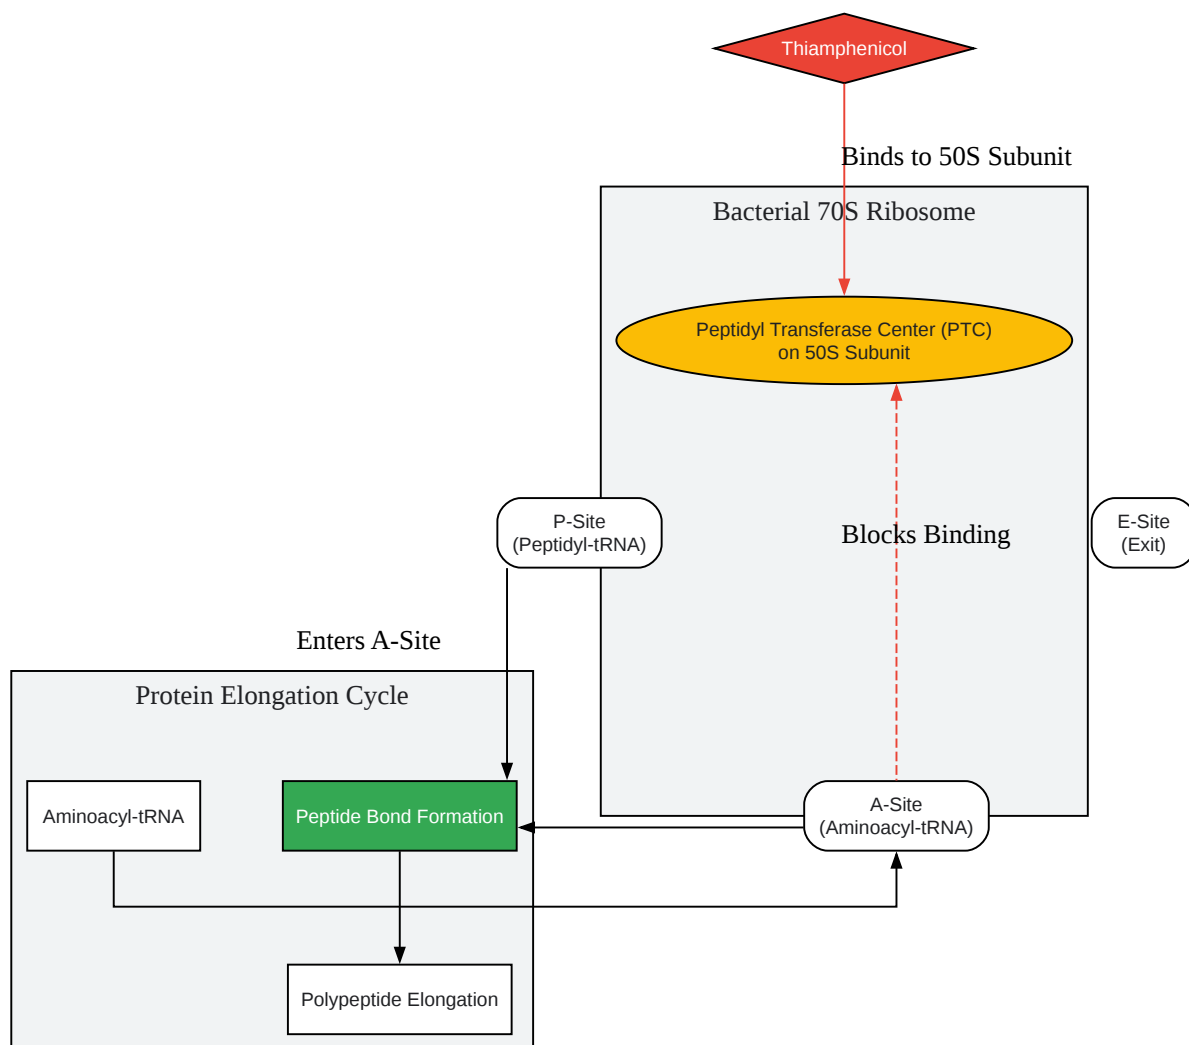 Thiamphenicol
Binds to 50S Subunit
Bacterial 70S Ribosome
Peptidyl Transferase Center (PTC)
on 50S Subunit
P-Site
(Peptidyl-tRNA)
Blocks Binding
E-Site
(Exit)
Enters A-Site
Protein Elongation Cycle
Aminoacyl-tRNA
Peptide Bond Formation
A-Site
(Aminoacyl-tRNA)
Polypeptide Elongation